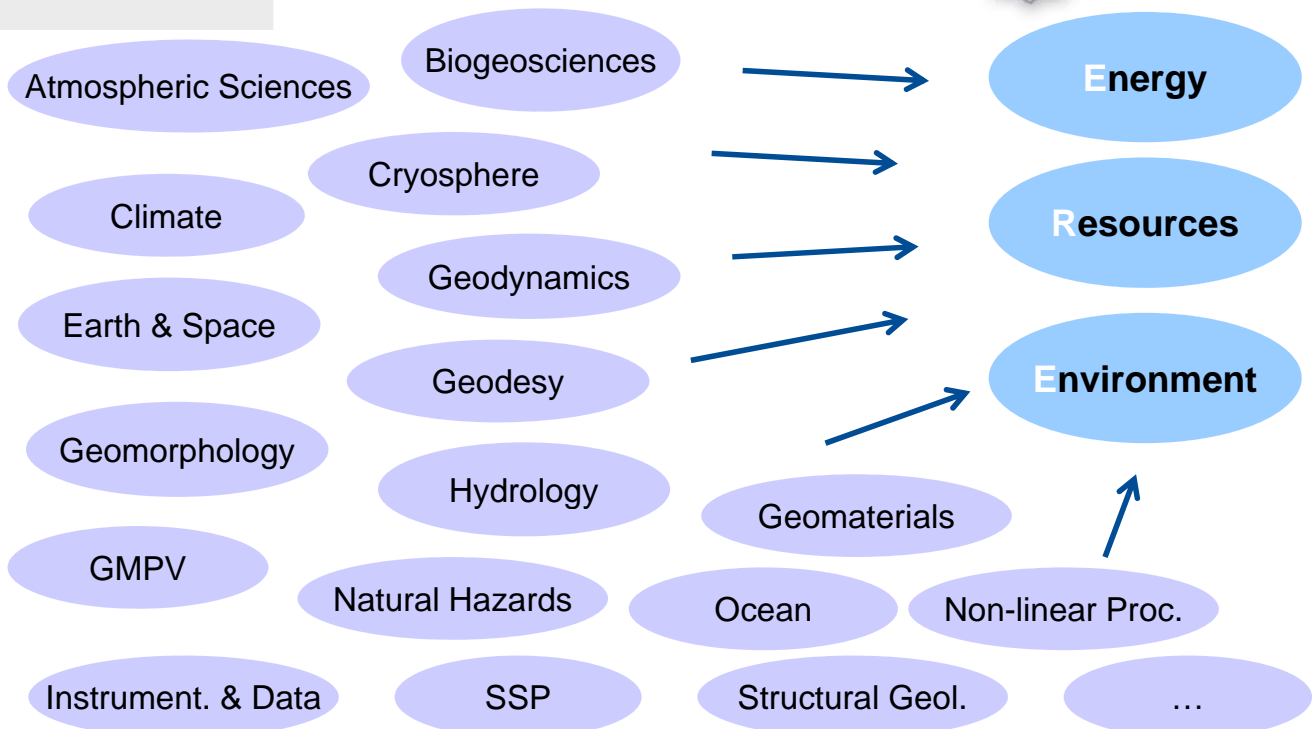 Atmospheric Sciences
Biogeosciences
Energy
Cryosphere
Climate
Resources
Geodynamics
Earth & Space
Geodesy
Environment
Geomorphology
Hydrology
Geomaterials
GMPV
Natural Hazards
Ocean
Non-linear Proc.
Instrument. & Data
SSP
Structural Geol.
…